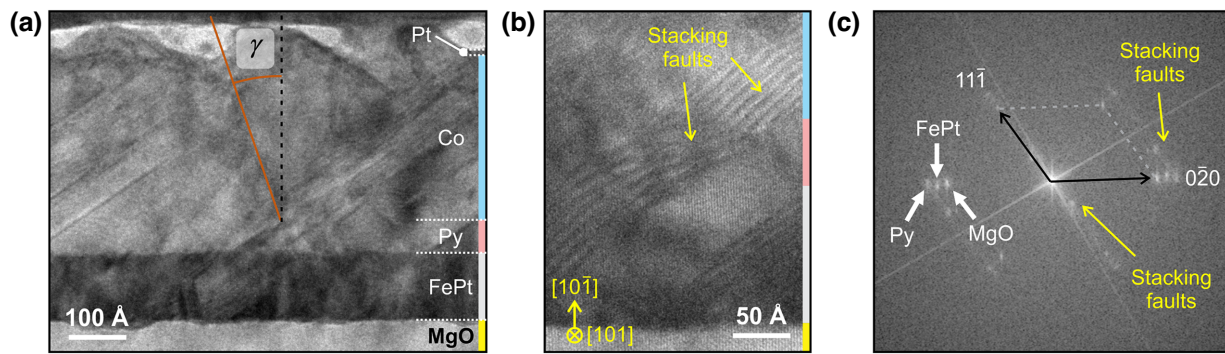 (a)
γ
Pt
Co
Py
FePt
100 Å
MgO
(b)
Stacking
faults
[101̅]
[101]
50 Å
(c)
111̅
Stacking
faults
FePt
02̅0
Py
MgO
Stacking
faults